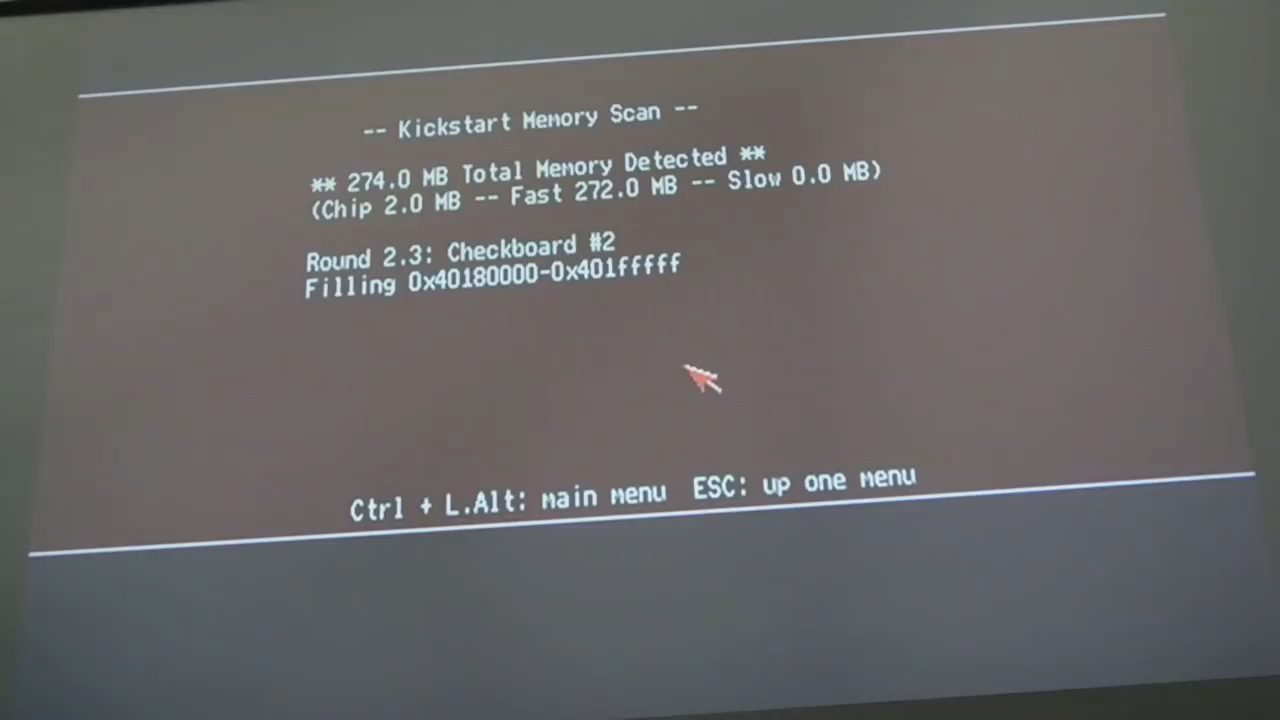 -- Kickstart Memory Scan --
** 274.0 MB Total Memory Detected **
(Chip 2.0 MB -- Fast 272.0 MB -- Slow 0.0 MB)
Round 2.3: Checkboard #2
Filling 0x40180000-0x401fffff
Ctrl + L.Alt: main menu  ESC: up one menu